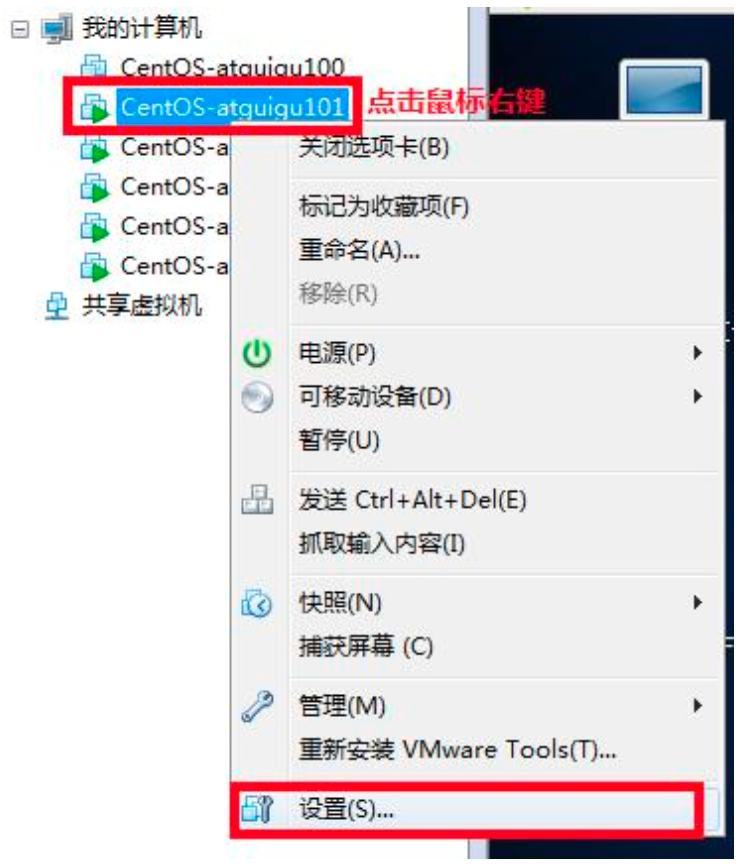 我的计算机
CentOS-atguigu100
CentOS-atguigu101 点击鼠标右键
CentOS-a
CentOS-a
CentOS-a
CentOS-a
共享虚拟机
关闭选项卡(B)
标记为收藏项(F)
重命名(A)...
移除(R)
电源(P)
可移动设备(D)
暂停(U)
发送 Ctrl+Alt+Del(E)
抓取输入内容(I)
快照(N)
捕获屏幕 (C)
管理(M)
重新安装 VMware Tools(T)...
设置(S)...